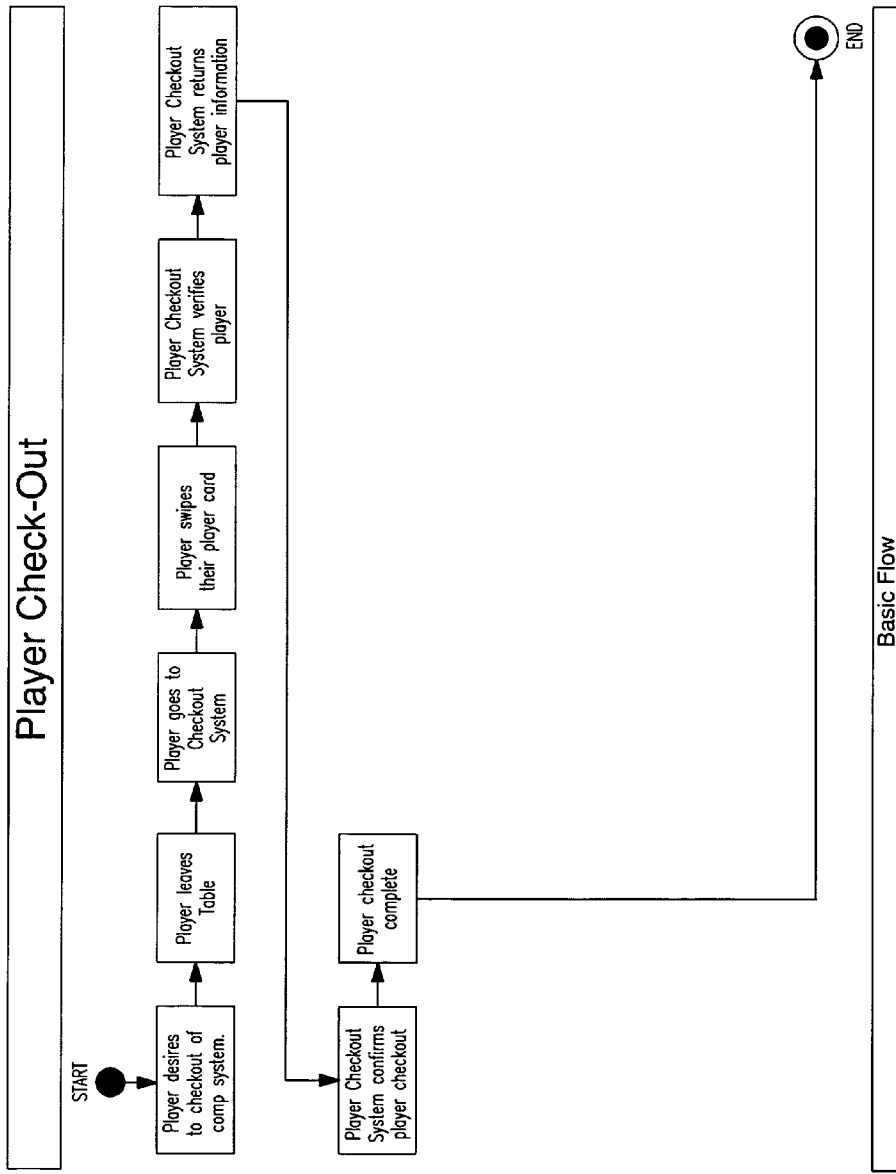 Player Check-Out
START
Player desires
to checkout of
comp system.
Player leaves
Table
Player goes to
Checkout
System
Player swipes
their player card
Player Checkout
System verifies
player
Player Checkout
System returns
player information
Player Checkout
System confirms
player checkout
Player checkout
complete
END
Basic Flow